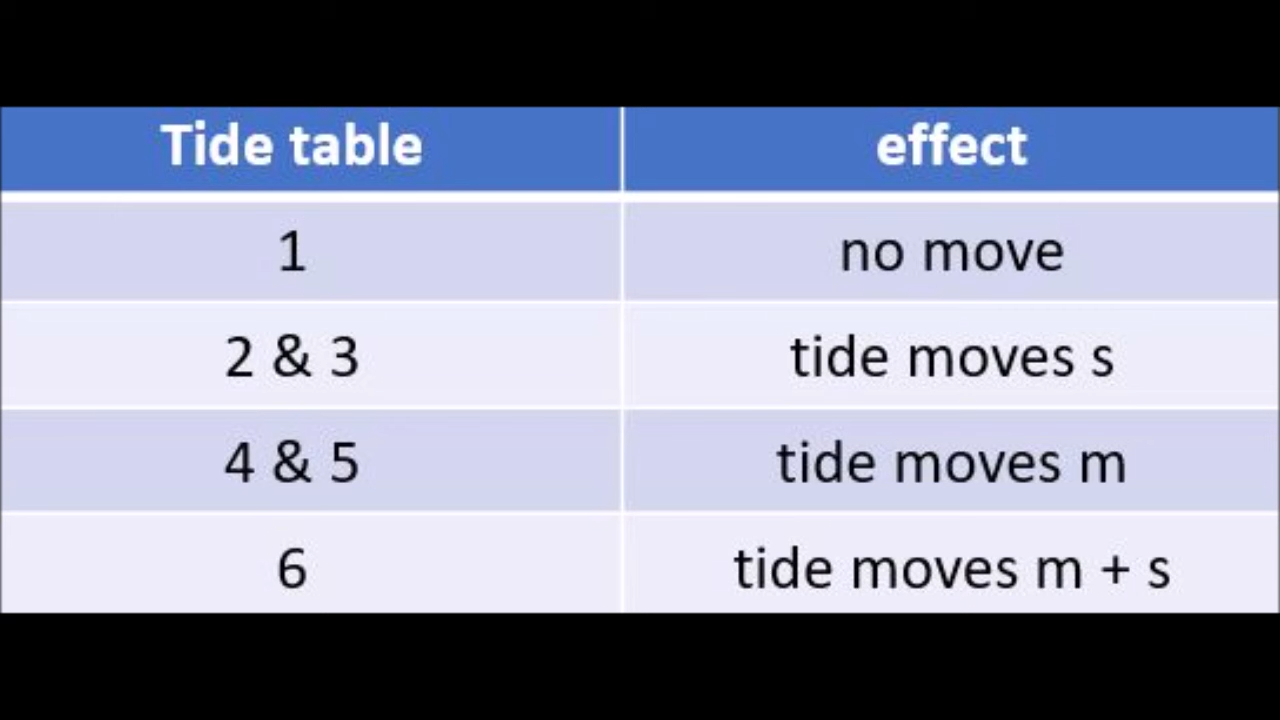 Tide table effect
1 no move
2 & 3 tide moves s
4 & 5 tide moves m
6 tide moves m + s